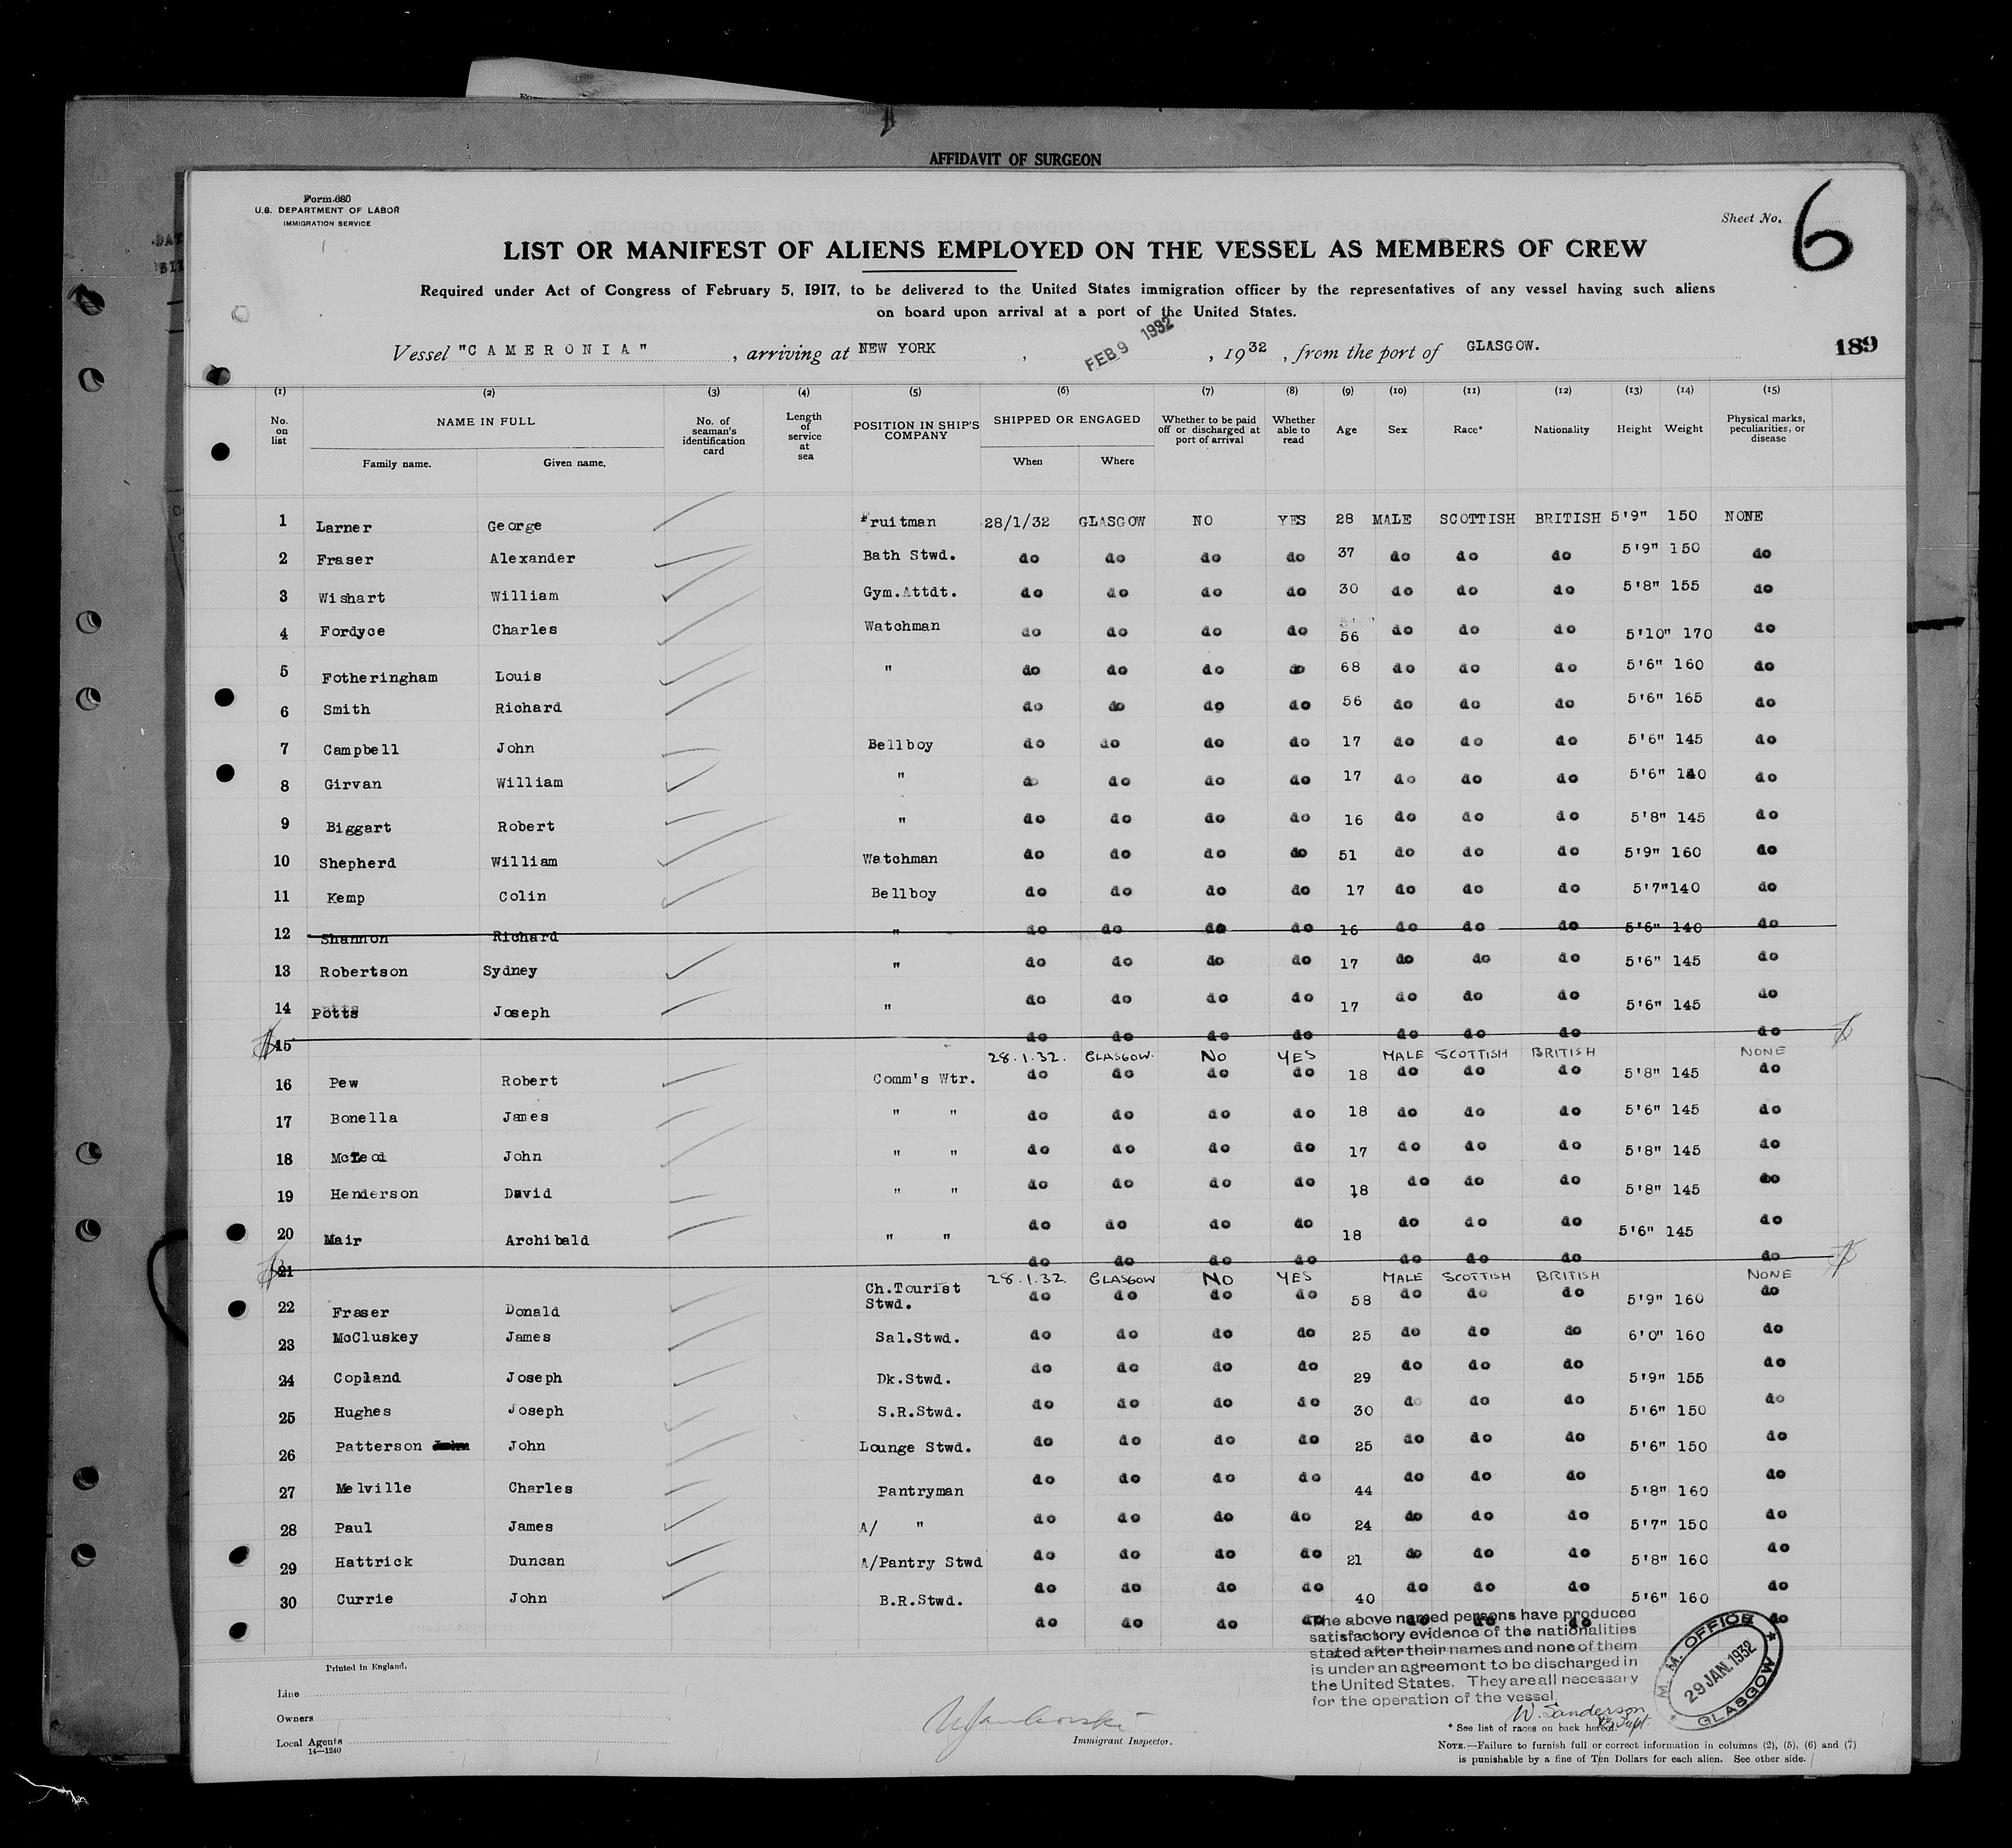 AFFIDAVIT OF SURGEON
Form 680
U.S. DEPARTMENT OF LABOR
IMMIGRATION SERVICE
Sheet No. 6
LIST OR MANIFEST OF ALIENS EMPLOYED ON THE VESSEL AS MEMBERS OF CREW
Required under Act of Congress of February 5, 1917, to be delivered to the United States immigration officer by the representatives of any vessel having such aliens
on board upon arrival at a port of the United States.
Vessel "CAMERONIA", arriving at NEW YORK, FEB 9 1932, 1932, from the port of GLASGOW.
189
(1) (2) (3) (4) (5) (6) (7) (8) (9) (10) (11) (12) (13) (14) (15)
No. on list NAME IN FULL Family name. Given name. No. of seaman's identification card Length of service at sea POSITION IN SHIP'S COMPANY SHIPPED OR ENGAGED When Where Whether to be paid off or discharged at port of arrival Whether able to read Age Sex Race* Nationality Height Weight Physical marks, peculiarities, or disease
1 Larner George Fruitman 28/1/32 GLASGOW NO YES 28 MALE SCOTTISH BRITISH 5'9" 150 NONE
2 Fraser Alexander Bath Stwd. do do do do 37 do do do 5'9" 150 do
3 Wishart William Gym.Attdt. do do do do 30 do do do 5'8" 155 do
4 Fordyce Charles Watchman do do do do 56 do do do 5'10" 170 do
5 Fotheringham Louis " do do do do 68 do do do 5'6" 160 do
6 Smith Richard do do do do 56 do do do 5'6" 165 do
7 Campbell John Bellboy do do do do 17 do do do 5'6" 145 do
8 Girvan William " do do do do 17 do do do 5'6" 140 do
9 Biggart Robert " do do do do 16 do do do 5'8" 145 do
10 Shepherd William Watchman do do do do 51 do do do 5'9" 160 do
11 Kemp Colin Bellboy do do do do 17 do do do 5'7" 140 do
12 Shannon Richard " do do do do 16 do do do 5'6" 140 do
13 Robertson Sydney " do do do do 17 do do do 5'6" 145 do
14 Potts Joseph " do do do do 17 do do do 5'6" 145 do
15 do do do do do do do do
28.1.32. GLASGOW. NO YES MALE SCOTTISH BRITISH NONE
16 Pew Robert Comm's Wtr. do do do do 18 do do do 5'8" 145 do
17 Bonella James " " do do do do 18 do do do 5'6" 145 do
18 McLeod John " " do do do do 17 do do do 5'8" 145 do
19 Henderson David " " do do do do 18 do do do 5'8" 145 do
20 Mair Archibald " " do do do do 18 do do do 5'6" 145 do
21 do do do do do do do do
28.1.32. GLASGOW NO YES MALE SCOTTISH BRITISH NONE
22 Fraser Donald Ch.Tourist Stwd. do do do do 58 do do do 5'9" 160 do
23 McCluskey James Sal.Stwd. do do do do 25 do do do 6'0" 160 do
24 Copland Joseph Dk.Stwd. do do do do 29 do do do 5'9" 155 do
25 Hughes Joseph S.R.Stwd. do do do do 30 do do do 5'6" 150 do
26 Patterson John Lounge Stwd. do do do do 25 do do do 5'6" 150 do
27 Melville Charles Pantryman do do do do 44 do do do 5'8" 160 do
28 Paul James A/ " do do do do 24 do do do 5'7" 150 do
29 Hattrick Duncan A/Pantry Stwd do do do do 21 do do do 5'8" 160 do
30 Currie John B.R.Stwd. do do do do 40 do do do 5'6" 160 do
do do do do do do do do
The above named persons have produced
satisfactory evidence of the nationalities
stated after their names and none of them
is under an agreement to be discharged in
the United States. They are all necessary
for the operation of the vessel.
W. Sanderson
M. M. OFFICE 29 JAN. 1932 GLASGOW
Printed in England.
Line
Owners
Local Agents
14—1240
Immigrant Inspector.
* See list of races on back hereof.
NOTE.—Failure to furnish full or correct information in columns (2), (5), (6) and (7)
is punishable by a fine of Ten Dollars for each alien. See other side.